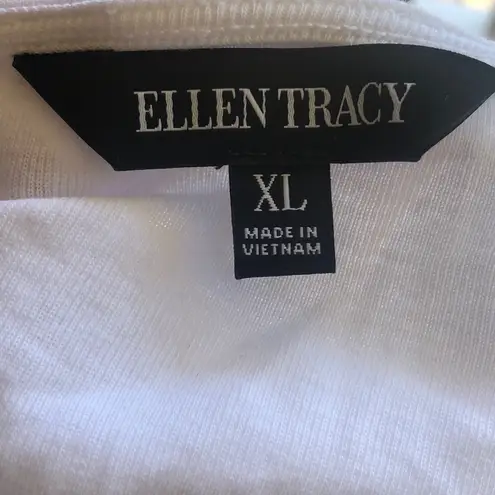 ELLEN TRACY
XL
MADE IN
VIETNAM